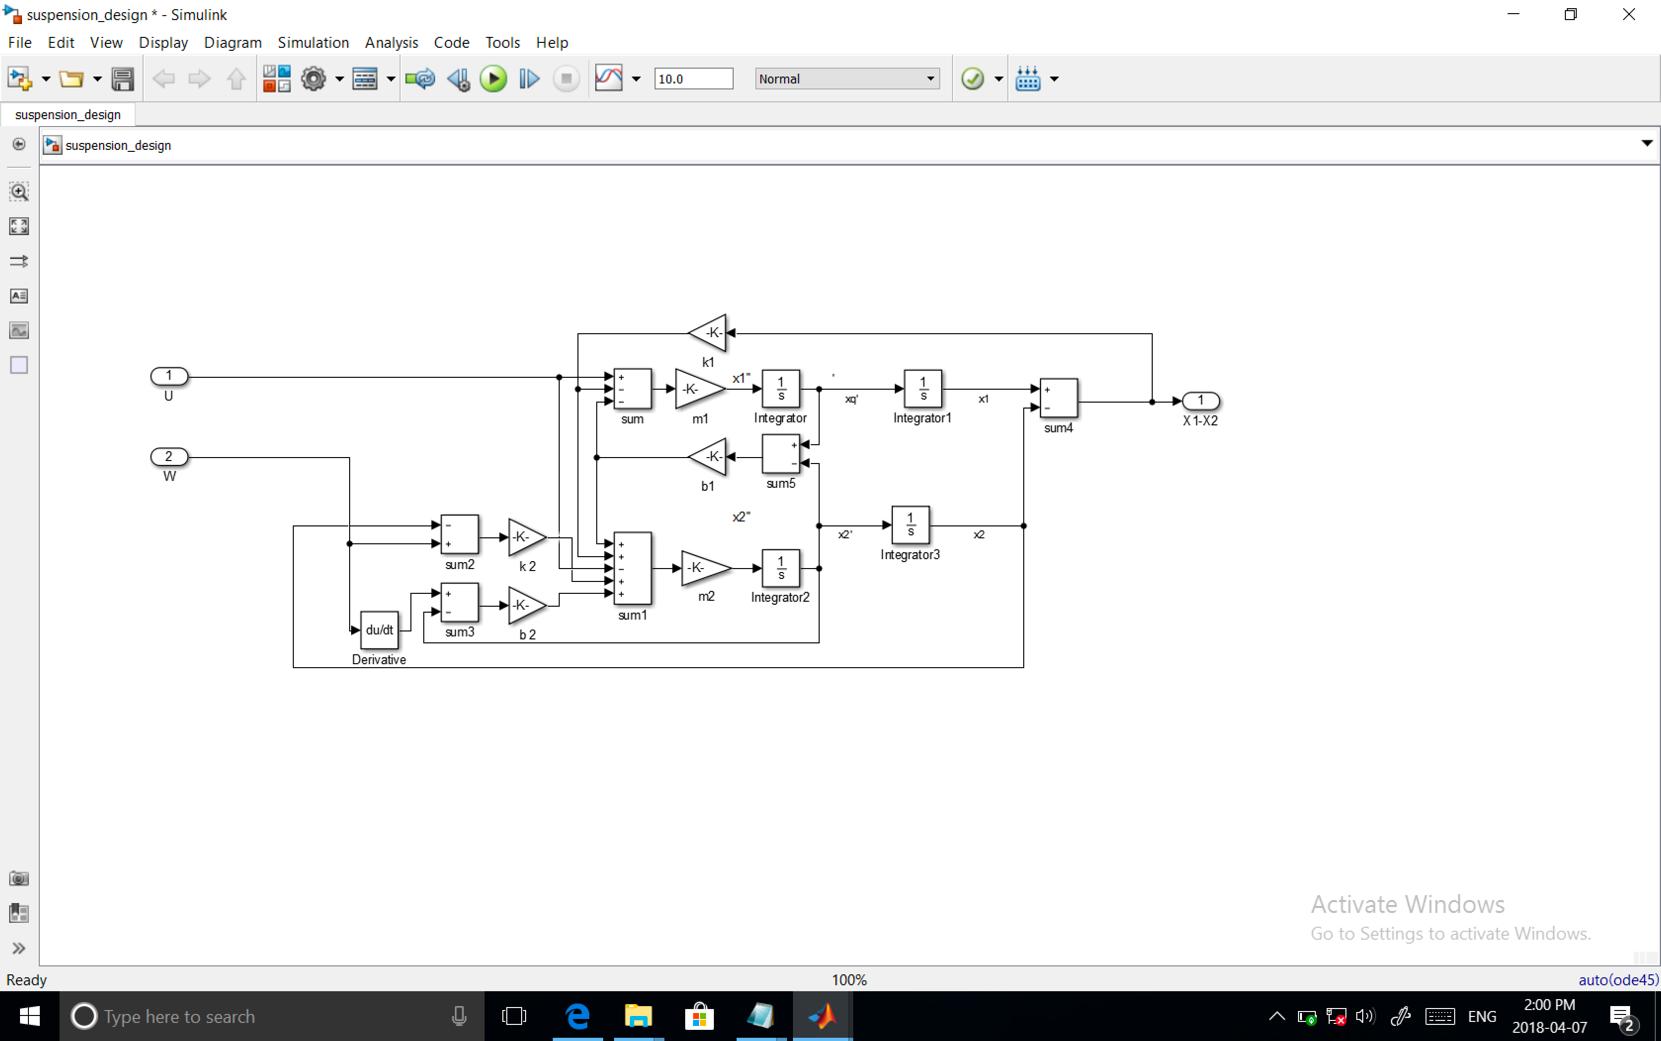 suspension_design * - Simulink
File Edit View Display Diagram Simulation Analysis Code Tools Help
10.0 Normal
suspension_design
suspension_design
-K-
k1
1
U
+
-
-
sum
-K-
m1
x1"
1
s
Integrator
'
xq'
1
s
Integrator1
x1
+
-
sum4
1
X1-X2
2
W
-K-
b1
+
-
sum5
x2"
-
+
sum2
-K-
k 2
+
+
-
+
+
sum1
-K-
m2
1
s
Integrator2
x2'
1
s
Integrator3
x2
du/dt
Derivative
+
-
sum3
-K-
b 2
Activate Windows
Go to Settings to activate Windows.
Ready 100% auto(ode45)
Type here to search
ENG
2:00 PM
2018-04-07
2